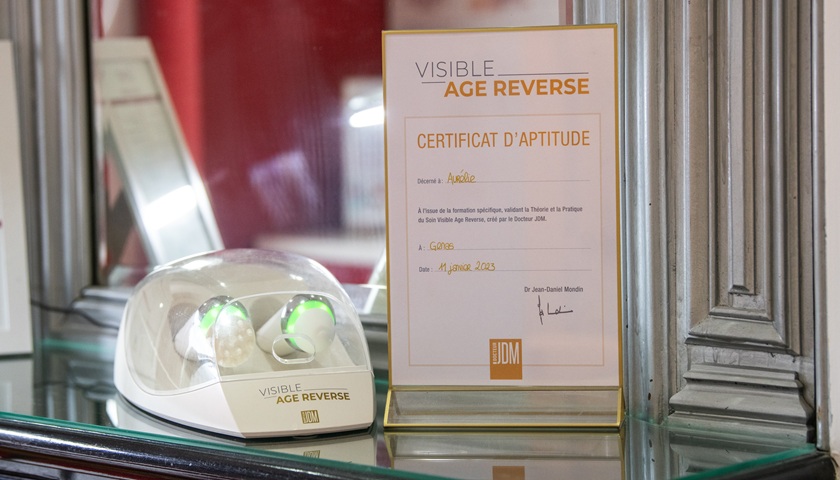 VISIBLE
AGE REVERSE
CERTIFICAT D'APTITUDE
Décerné à : Aurélie
À l'issue de la formation spécifique, validant la Théorie et la Pratique
du Soin Visible Age Reverse, créé par le Docteur JDM.
À : Genas
Date : 11 janvier 2023
Dr Jean-Daniel Mondin
DOCTEUR JDM
VISIBLE
AGE REVERSE
JDM